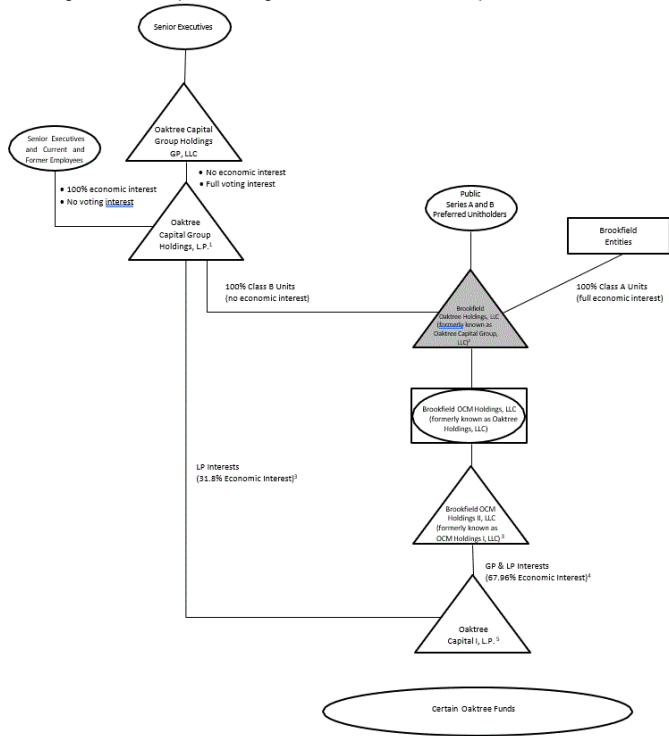 Senior Executives
Oaktree Capital
Group Holdings
GP, LLC
Senior Executives
and Current and
Former Employees
• No economic interest
• Full voting interest
• 100% economic interest
• No voting interest
Oaktree
Capital Group
Holdings, L.P.1
Public
Series A and B
Preferred Unitholders
Brookfield
Entities
100% Class B Units
(no economic interest)
100% Class A Units
(full economic interest)
Brookfield
Oaktree Holdings, LLC
(formerly known as
Oaktree Capital Group,
LLC)2
Brookfield OCM Holdings, LLC
(formerly known as Oaktree
Holdings, LLC)
LP Interests
(31.8% Economic Interest)3
Brookfield OCM
Holdings II, LLC
(formerly known as
OCM Holdings I, LLC)3
GP & LP Interests
(67.96% Economic Interest)4
Oaktree
Capital I, L.P. 5
Certain Oaktree Funds